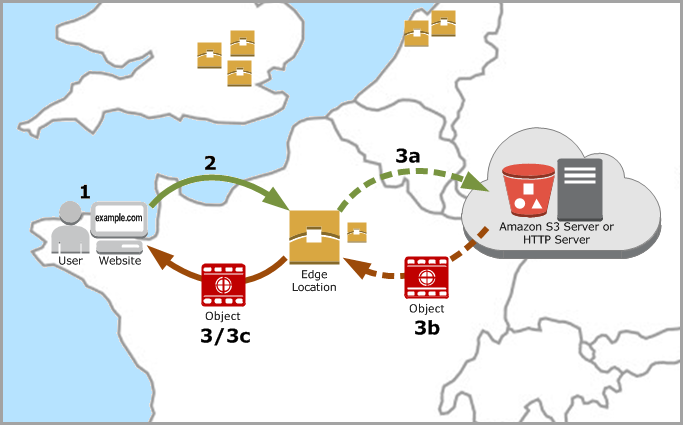 1
2
3a
example.com
User
Website
Edge
Location
Amazon S3 Server or
HTTP Server
Object
3/3c
Object
3b